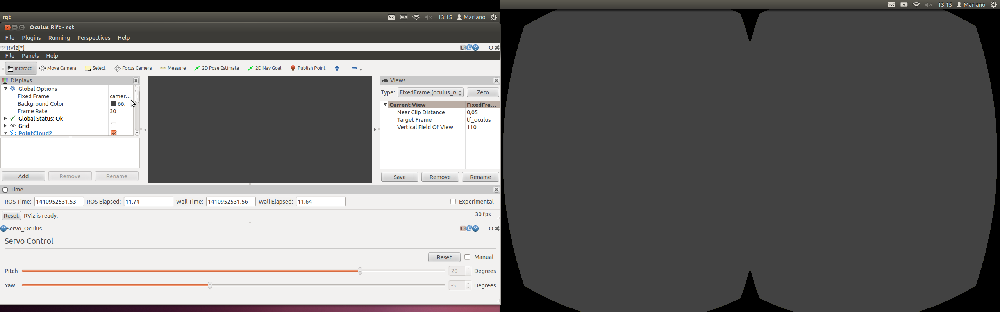 rqt 13:15 Mariano
13:15 Mariano
Oculus Rift - rqt
File Plugins Running Perspectives Help
RViz[*] D ? - O
File Panels Help
Interact Move Camera Select Focus Camera Measure 2D Pose Estimate 2D Nav Goal Publish Point
Displays
Global Options
Fixed Frame camer...
Background Color 66;
Frame Rate 30
Global Status: Ok
Grid
PointCloud2
Add Remove Rename
Views
Type: FixedFrame (oculus_rv Zero
Current View FixedFra...
Near Clip Distance 0,05
Target Frame tf_oculus
Vertical Field Of View 110
Save Remove Rename
Time
ROS Time: 1410952531.53 ROS Elapsed: 11.74 Wall Time: 1410952531.56 Wall Elapsed: 11.64 Experimental
Reset RViz is ready. 30 fps
?Servo_Oculus D ? - O
Servo Control
Reset Manual
Pitch 20 Degrees
Yaw -5 Degrees